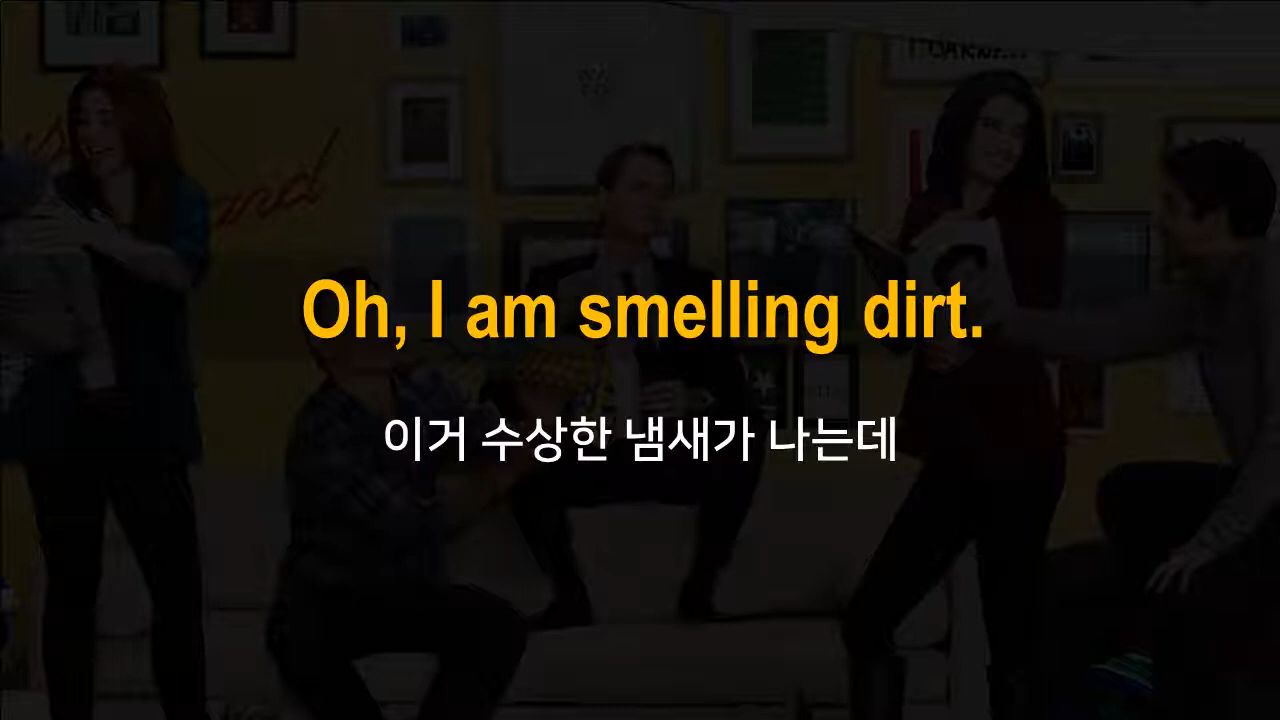 Oh, I am smelling dirt.
이거 수상한 냄새가 나는데